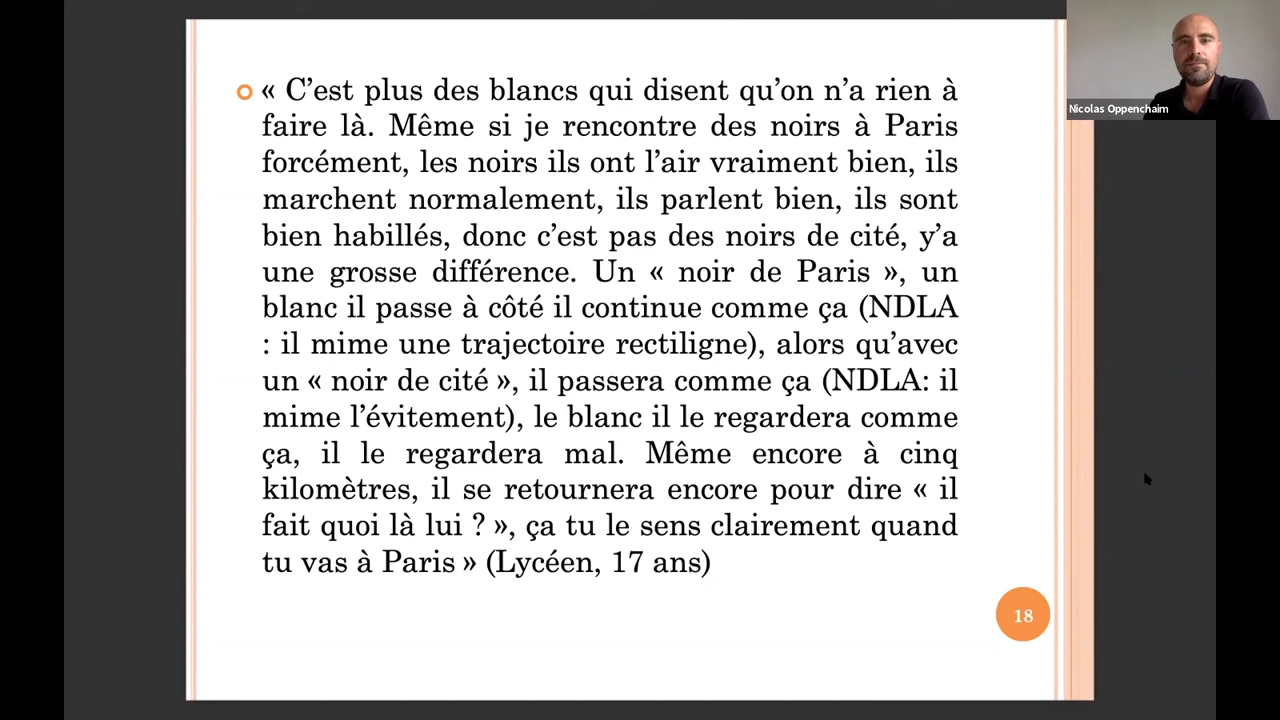 « C’est plus des blancs qui disent qu’on n’a rien à
faire là. Même si je rencontre des noirs à Paris
forcément, les noirs ils ont l’air vraiment bien, ils
marchent normalement, ils parlent bien, ils sont
bien habillés, donc c’est pas des noirs de cité, y’a
une grosse différence. Un « noir de Paris », un
blanc il passe à côté il continue comme ça (NDLA
: il mime une trajectoire rectiligne), alors qu’avec
un « noir de cité », il passera comme ça (NDLA: il
mime l’évitement), le blanc il le regardera comme
ça, il le regardera mal. Même encore à cinq
kilomètres, il se retournera encore pour dire « il
fait quoi là lui ? », ça tu le sens clairement quand
tu vas à Paris » (Lycéen, 17 ans)
18
Nicolas Oppenchaim